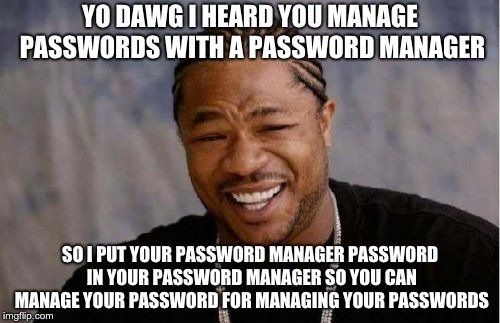 YO DAWG I HEARD YOU MANAGE
PASSWORDS WITH A PASSWORD MANAGER
SO I PUT YOUR PASSWORD MANAGER PASSWORD
IN YOUR PASSWORD MANAGER SO YOU CAN
MANAGE YOUR PASSWORD FOR MANAGING YOUR PASSWORDS
imgflip.com